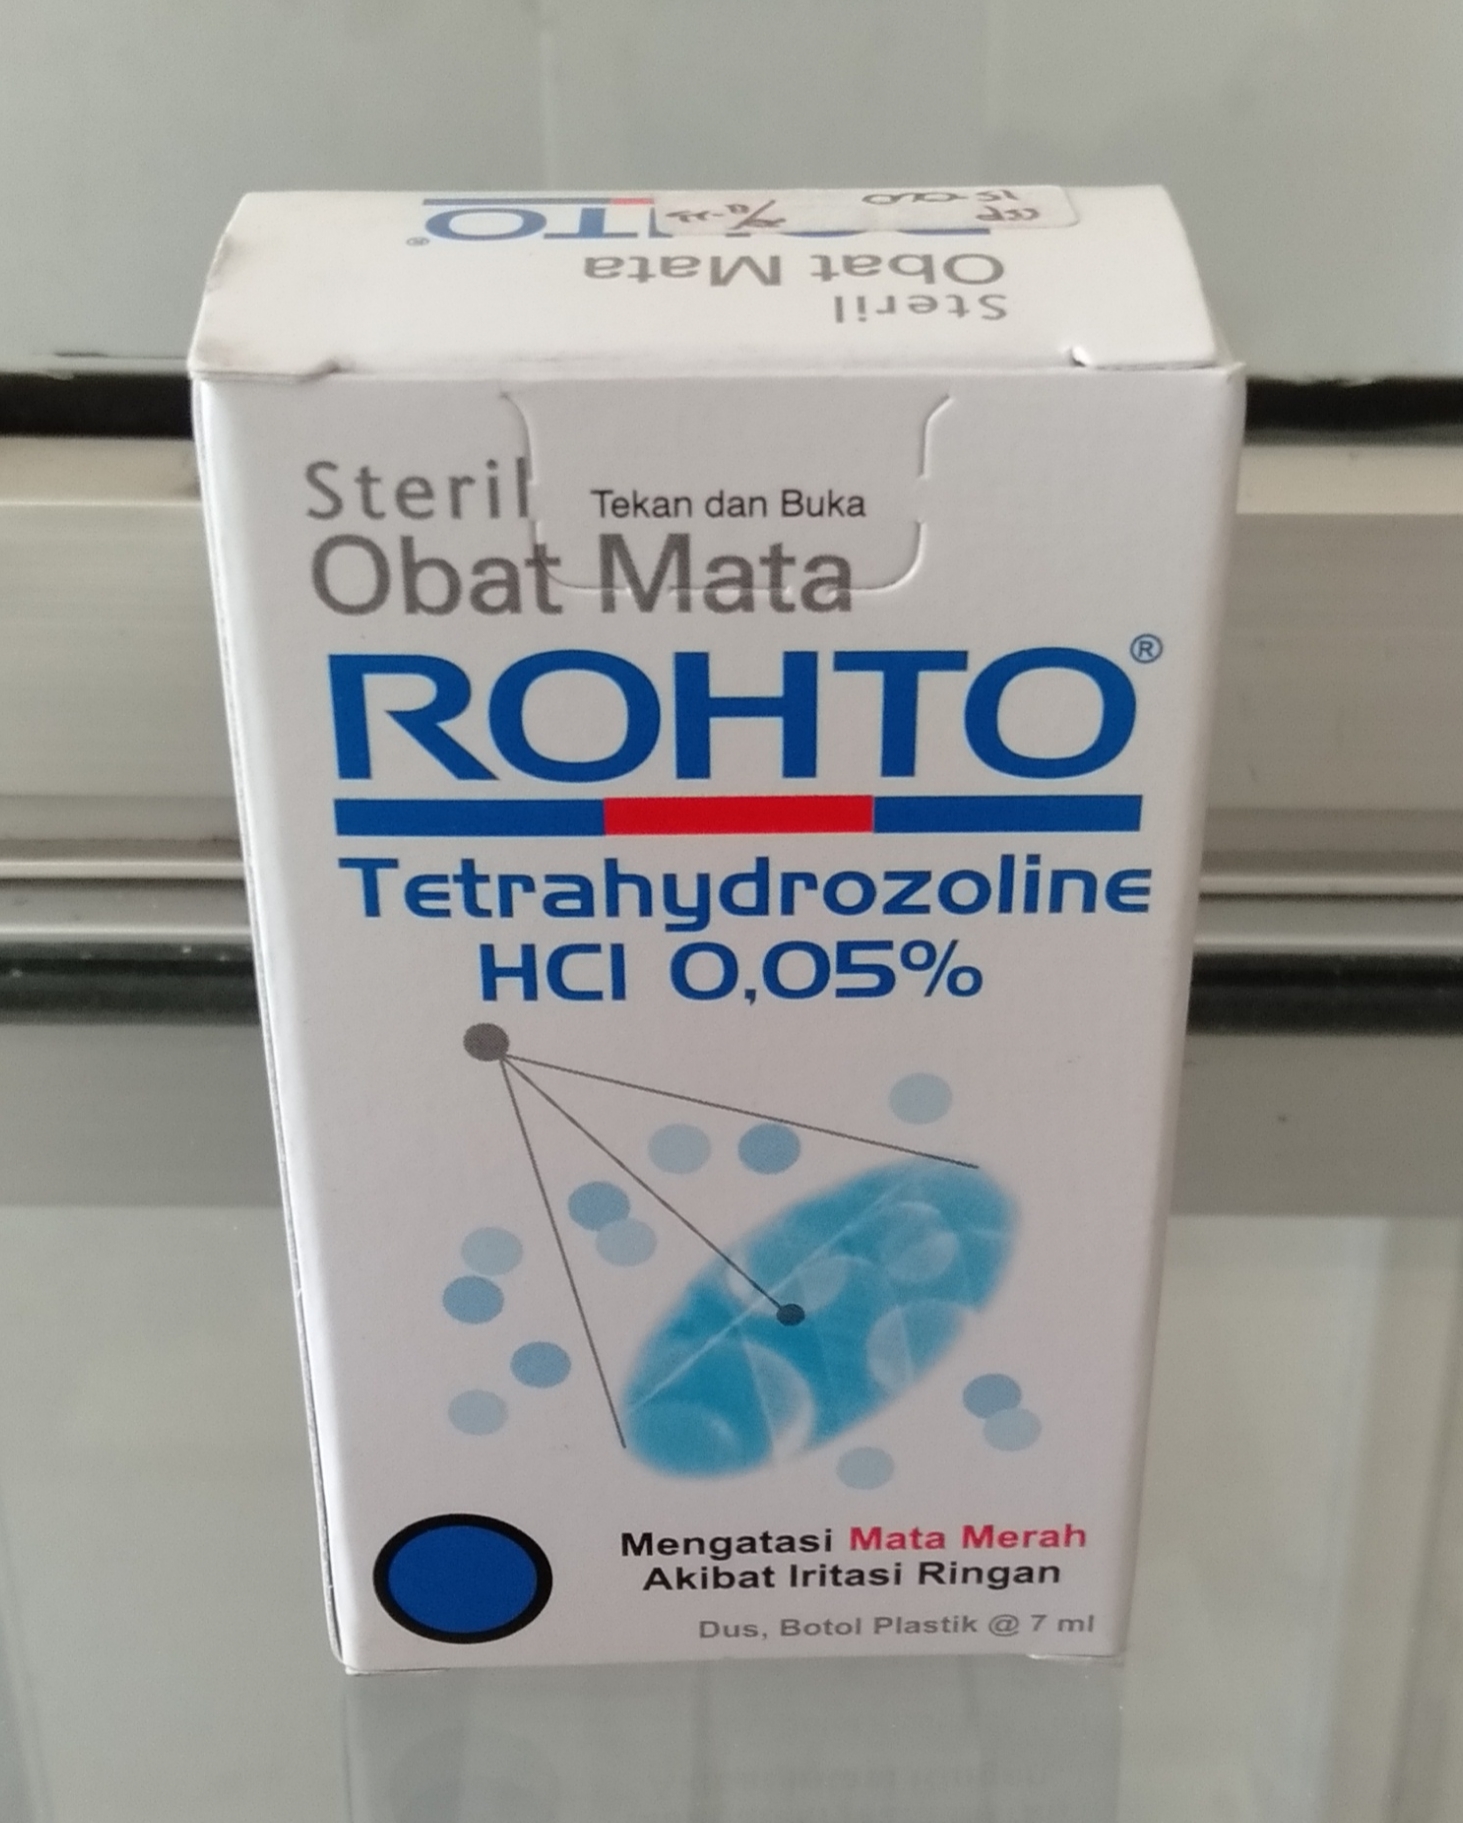 ROHTO®
Obat Mata
Steril
Steril
Tekan dan Buka
Obat Mata
ROHTO®
Tetrahydrozoline
HCl 0,05%
Mengatasi Mata Merah
Akibat Iritasi Ringan
Dus, Botol Plastik @ 7 ml